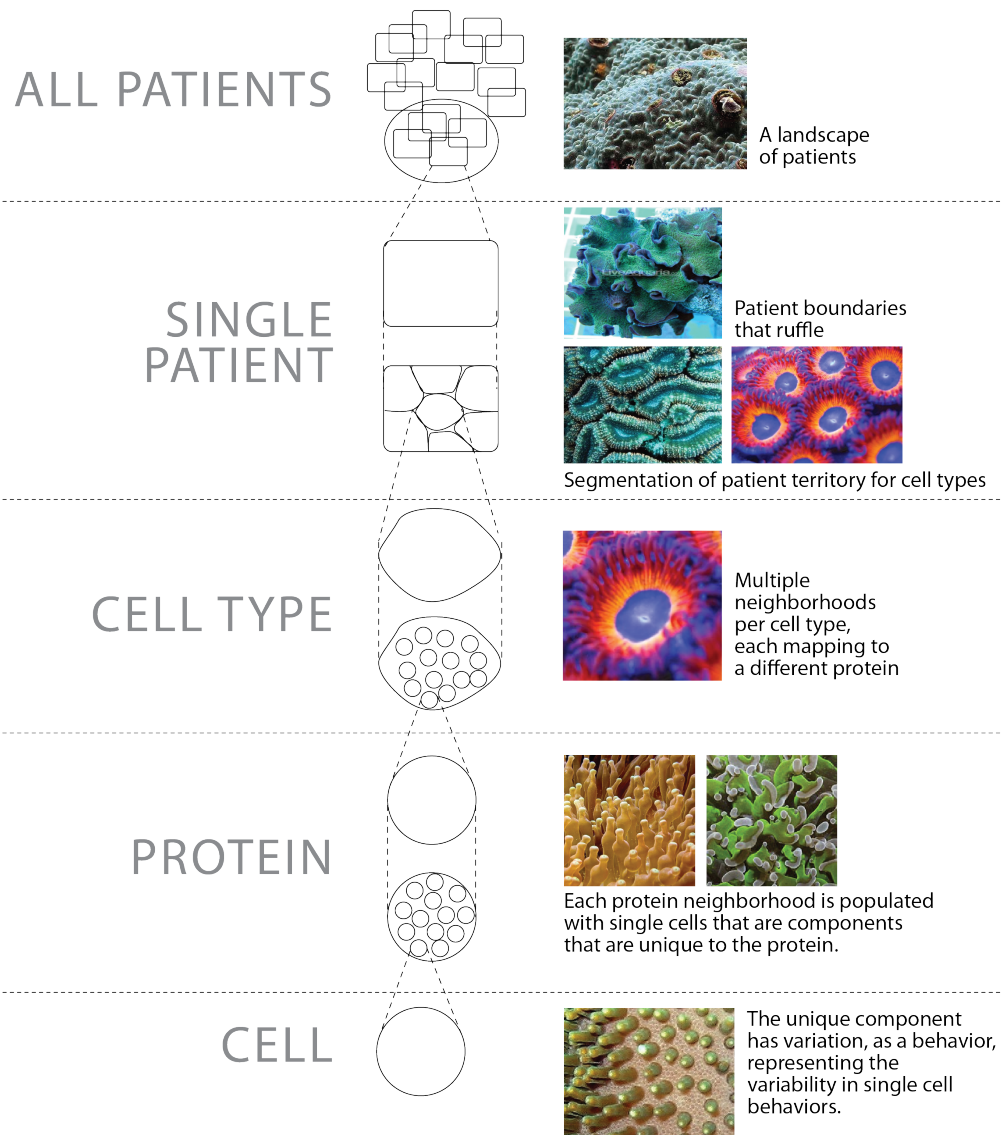 ALL PATIENTS
A landscape
of patients
SINGLE
PATIENT
LiveAquaria
Patient boundaries
that ruffle
Segmentation of patient territory for cell types
CELL TYPE
Multiple
neighborhoods
per cell type,
each mapping to
a different protein
PROTEIN
Each protein neighborhood is populated
with single cells that are components
that are unique to the protein.
CELL
The unique component
has variation, as a behavior,
representing the
variability in single cell
behaviors.